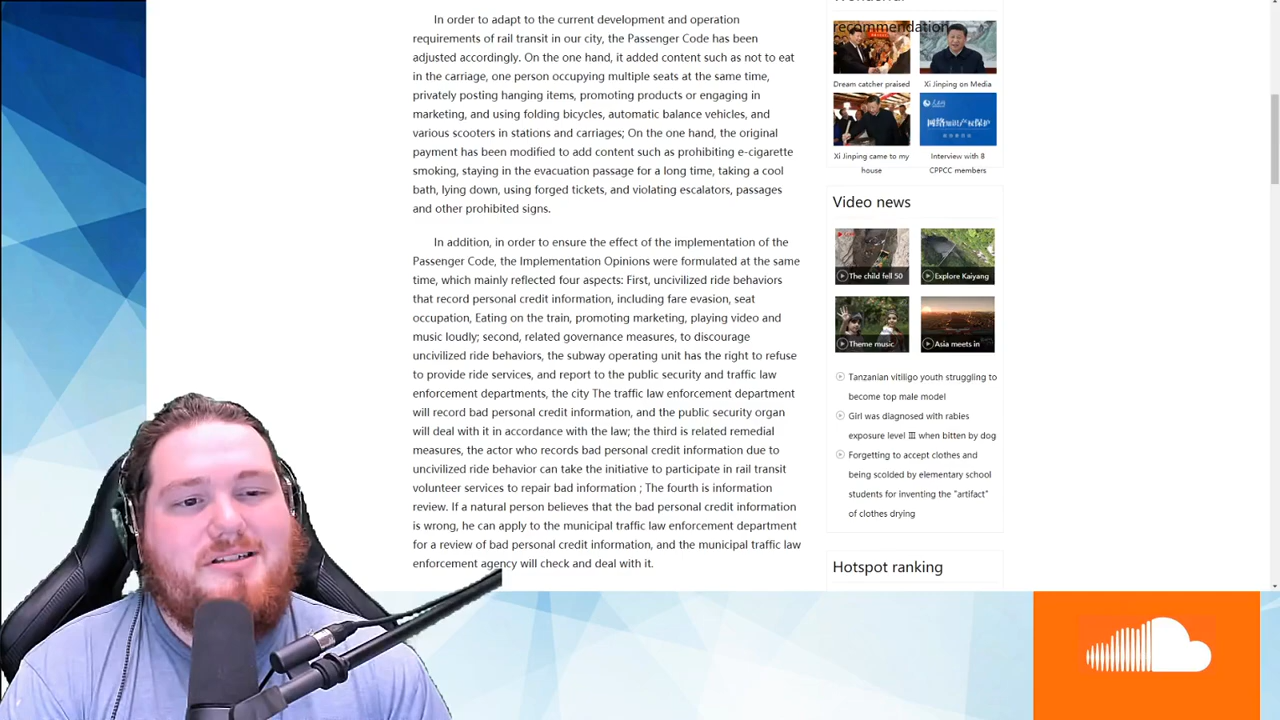 In order to adapt to the current development and operation
requirements of rail transit in our city, the Passenger Code has been
adjusted accordingly. On the one hand, it added content such as not to eat
in the carriage, one person occupying multiple seats at the same time,
privately posting hanging items, promoting products or engaging in
marketing, and using folding bicycles, automatic balance vehicles, and
various scooters in stations and carriages; On the one hand, the original
payment has been modified to add content such as prohibiting e-cigarette
smoking, staying in the evacuation passage for a long time, taking a cool
bath, lying down, using forged tickets, and violating escalators, passages
and other prohibited signs.
In addition, in order to ensure the effect of the implementation of the
Passenger Code, the Implementation Opinions were formulated at the same
time, which mainly reflected four aspects: First, uncivilized ride behaviors
that record personal credit information, including fare evasion, seat
occupation, Eating on the train, promoting marketing, playing video and
music loudly; second, related governance measures, to discourage
uncivilized ride behaviors, the subway operating unit has the right to refuse
to provide ride services, and report to the public security and traffic law
enforcement departments, the city The traffic law enforcement department
will record bad personal credit information, and the public security organ
will deal with it in accordance with the law; the third is related remedial
measures, the actor who records bad personal credit information due to
uncivilized ride behavior can take the initiative to participate in rail transit
volunteer services to repair bad information ; The fourth is information
review. If a natural person believes that the bad personal credit information
is wrong, he can apply to the municipal traffic law enforcement department
for a review of bad personal credit information, and the municipal traffic law
enforcement agency will check and deal with it.
recommendation
Dream catcher praised
Xi Jinping on Media
Xi Jinping came to my
house
Interview with 8
CPPCC members
Video news
The child fell 50
Explore Kaiyang
Theme music
Asia meets in
Tanzanian vitiligo youth struggling to
become top male model
Girl was diagnosed with rabies
exposure level Ⅲ when bitten by dog
Forgetting to accept clothes and
being scolded by elementary school
students for inventing the "artifact"
of clothes drying
Hotspot ranking